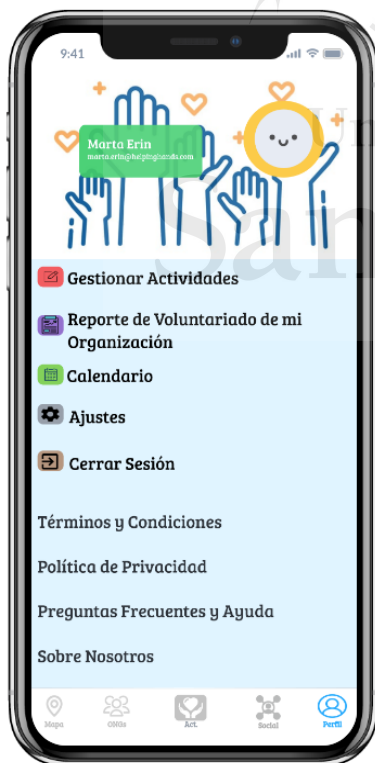 9:41
Marta Erin
marta.erin@helpinghands.com
Gestionar Actividades
Reporte de Voluntariado de mi
Organización
Calendario
Ajustes
Cerrar Sesión
Términos y Condiciones
Política de Privacidad
Preguntas Frecuentes y Ayuda
Sobre Nosotros
Mapa ONGs Act. Social Perfil